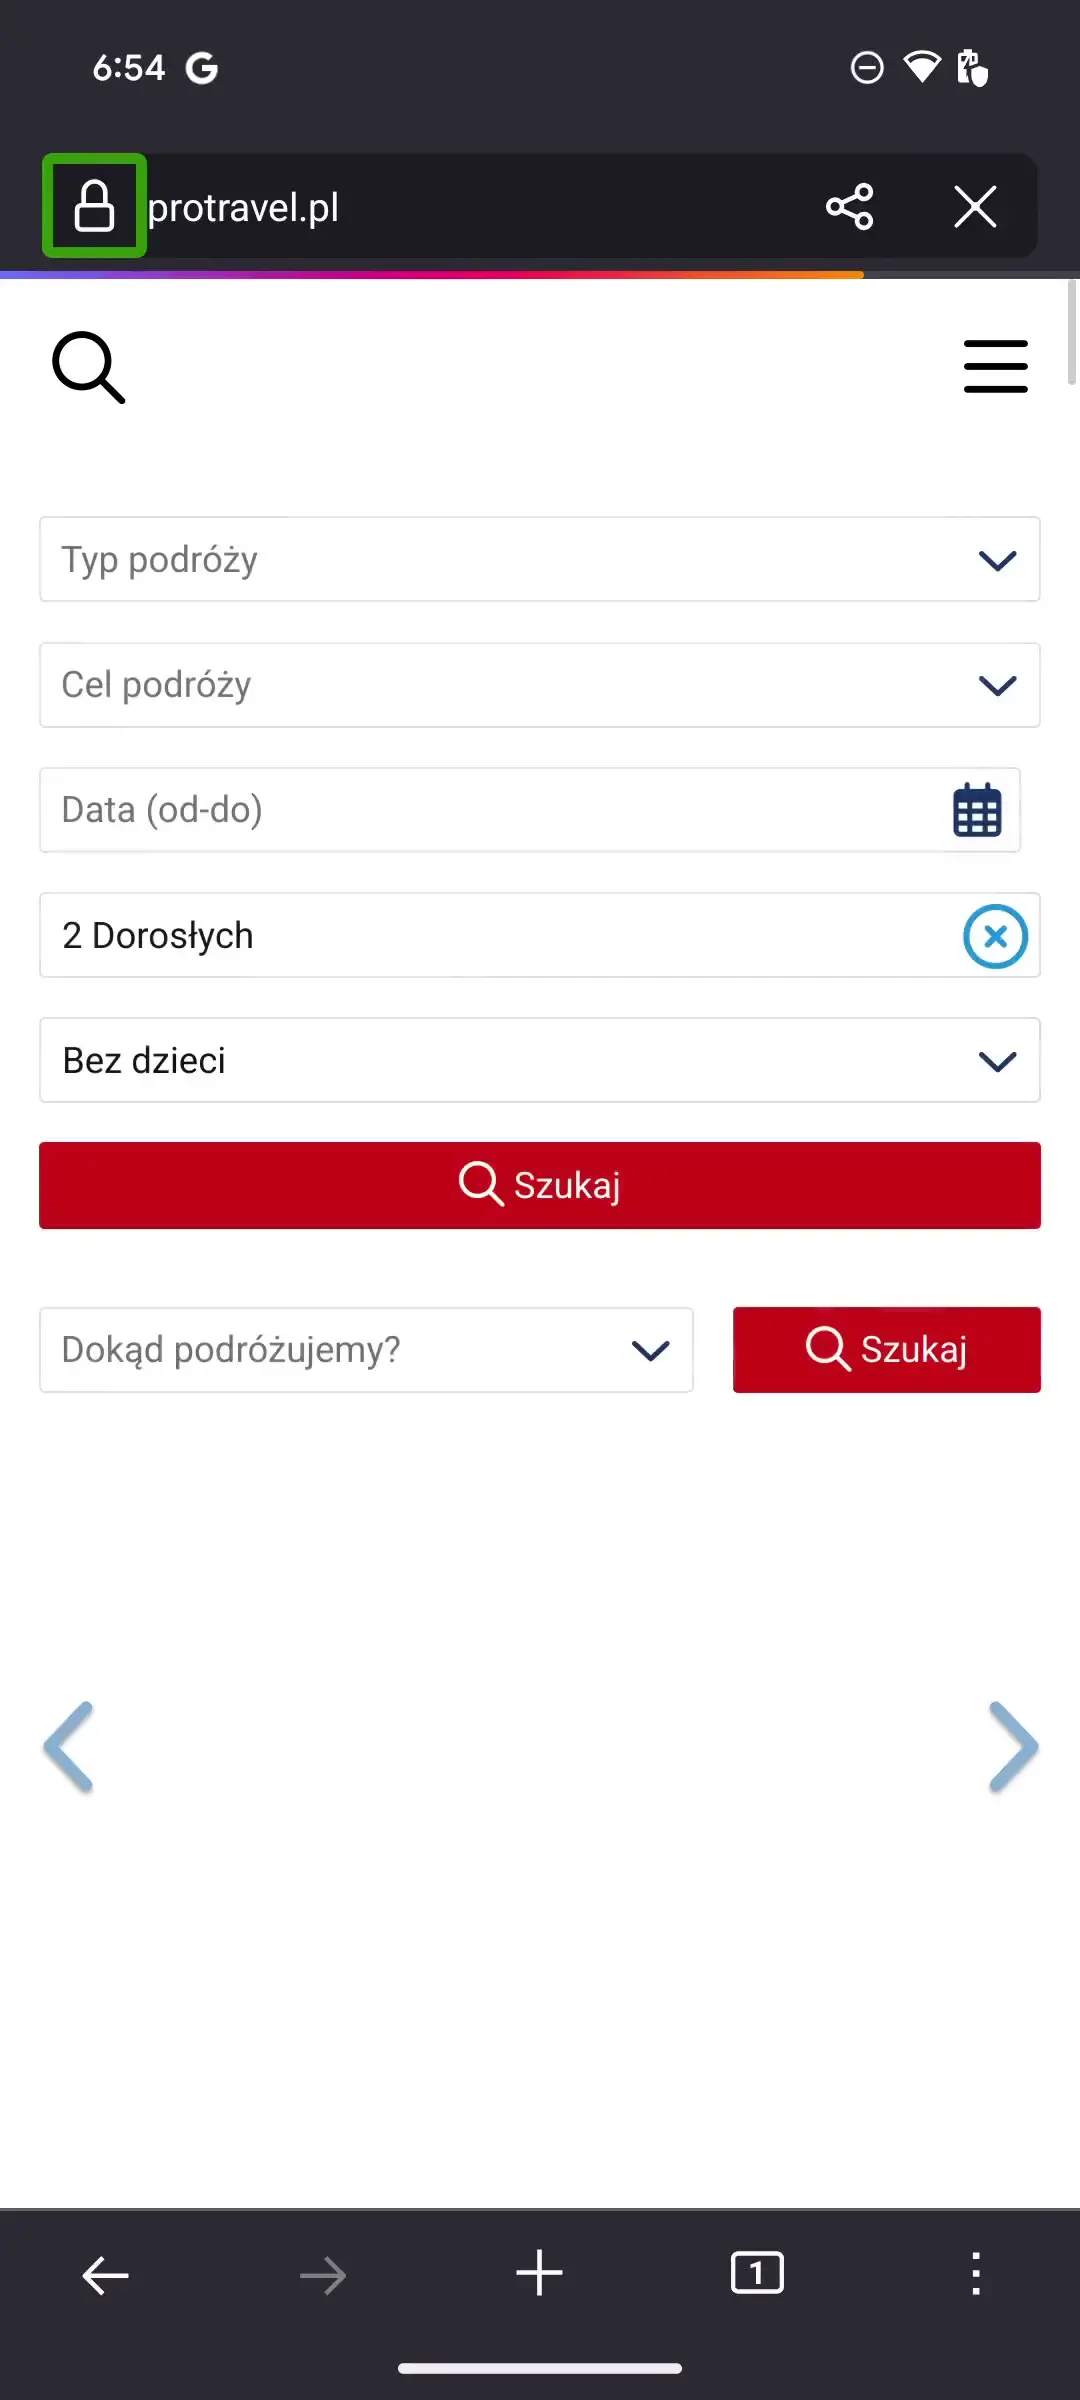 6:54
protravel.pl
Typ podróży
Cel podróży
Data (od-do)
2 Dorosłych
Bez dzieci
Szukaj
Dokąd podróżujemy?
Szukaj
1